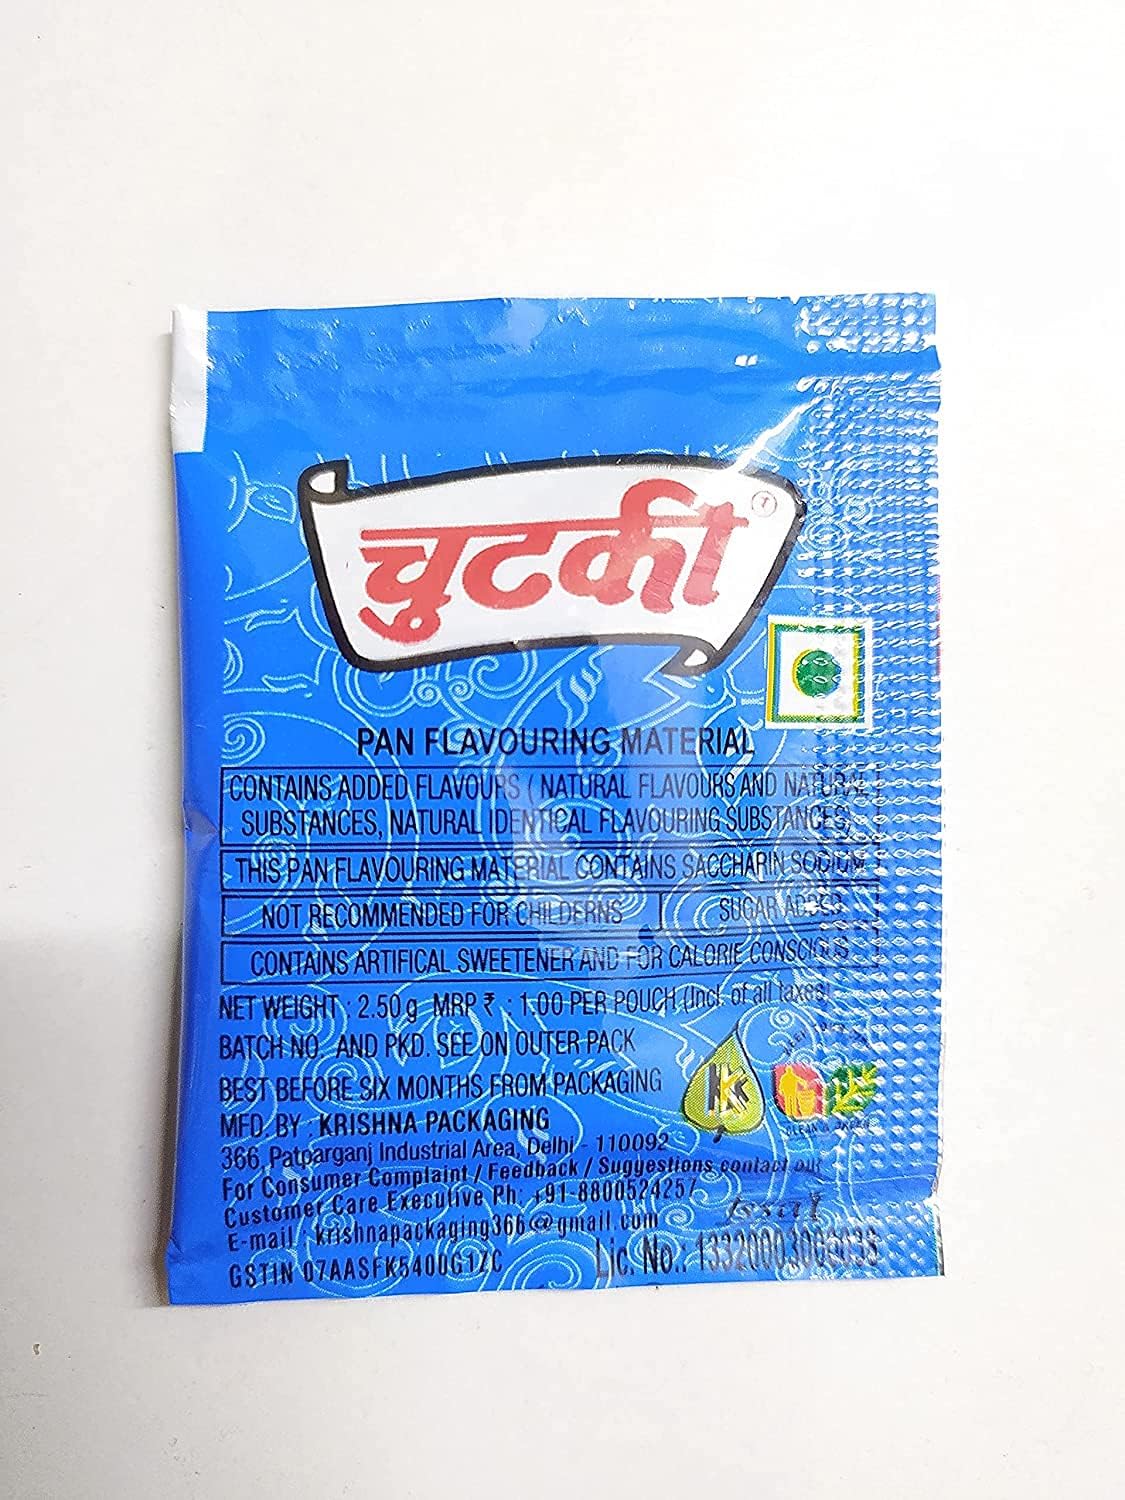 चुटकी
PAN FLAVOURING MATERIAL
CONTAINS ADDED FLAVOURS ( NATURAL FLAVOURS AND NATURAL
SUBSTANCES, NATURAL IDENTICAL FLAVOURING SUBSTANCES)
THIS PAN FLAVOURING MATERIAL CONTAINS SACCHARIN SODIUM
NOT RECOMMENDED FOR CHILDERNS SUGAR ADDED
CONTAINS ARTIFICAL SWEETENER AND FOR CALORIE CONSCIOUS
NET WEIGHT : 2.50 g MRP ₹ : 1.00 PER POUCH (Incl. of all taxes)
BATCH NO. AND PKD. SEE ON OUTER PACK
BEST BEFORE SIX MONTHS FROM PACKAGING
MFD. BY : KRISHNA PACKAGING
366, Patparganj Industrial Area, Delhi - 110092
For Consumer Complaint / Feedback / Suggestions contact our
Customer Care Executive Ph: +91-8800524257
E-mail : krishnapackaging366@gmail.com
GSTIN 07AASFK5400G1ZC
fssai
Lic. No.: 13320003000038
CLEAN & GREEN